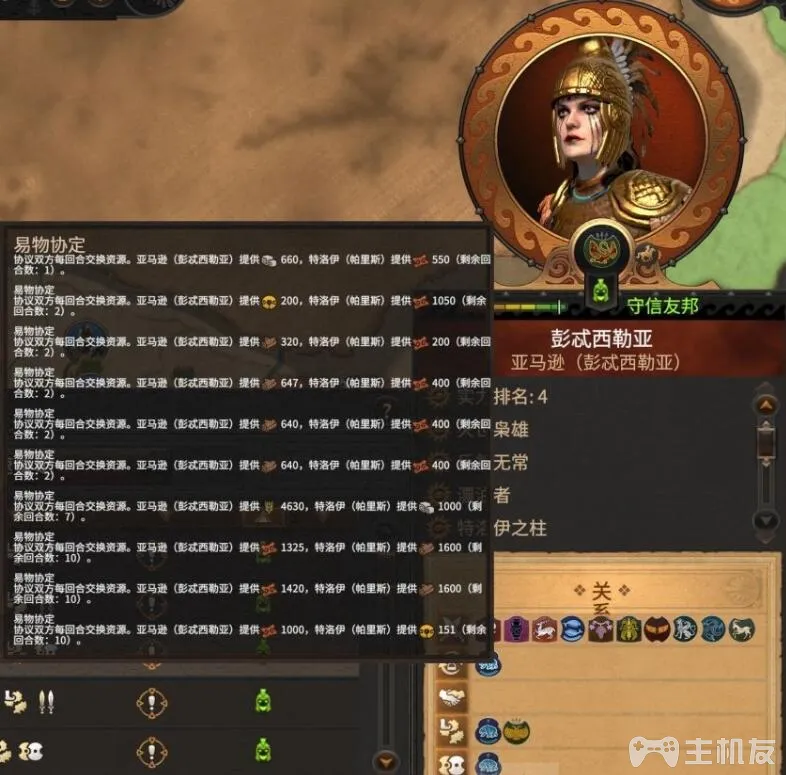 易物协定
协议双方每回合交换资源。亚马逊（彭忒西勒亚）提供 660，特洛伊（帕里斯）提供 550（剩余回
合数：1）。
易物协定
协议双方每回合交换资源。亚马逊（彭忒西勒亚）提供 200，特洛伊（帕里斯）提供 1050（剩余
回合数：2）。
易物协定
协议双方每回合交换资源。亚马逊（彭忒西勒亚）提供 320，特洛伊（帕里斯）提供 200（剩余回
合数：2）。
易物协定
协议双方每回合交换资源。亚马逊（彭忒西勒亚）提供 647，特洛伊（帕里斯）提供 400（剩余回
合数：2）。
易物协定
协议双方每回合交换资源。亚马逊（彭忒西勒亚）提供 640，特洛伊（帕里斯）提供 400（剩余回
合数：2）。
易物协定
协议双方每回合交换资源。亚马逊（彭忒西勒亚）提供 640，特洛伊（帕里斯）提供 400（剩余回
合数：2）。
易物协定
协议双方每回合交换资源。亚马逊（彭忒西勒亚）提供 4630，特洛伊（帕里斯）提供 1000（剩
余回合数：7）。
易物协定
协议双方每回合交换资源。亚马逊（彭忒西勒亚）提供 1325，特洛伊（帕里斯）提供 1600（剩
余回合数：10）。
易物协定
协议双方每回合交换资源。亚马逊（彭忒西勒亚）提供 1420，特洛伊（帕里斯）提供 1600（剩
余回合数：10）。
易物协定
协议双方每回合交换资源。亚马逊（彭忒西勒亚）提供 1000，特洛伊（帕里斯）提供 151（剩余
回合数：10）。
守信友邦
彭忒西勒亚
亚马逊（彭忒西勒亚）
实力排名: 4
枭雄
无常
者
特洛伊之柱
关系
主机友